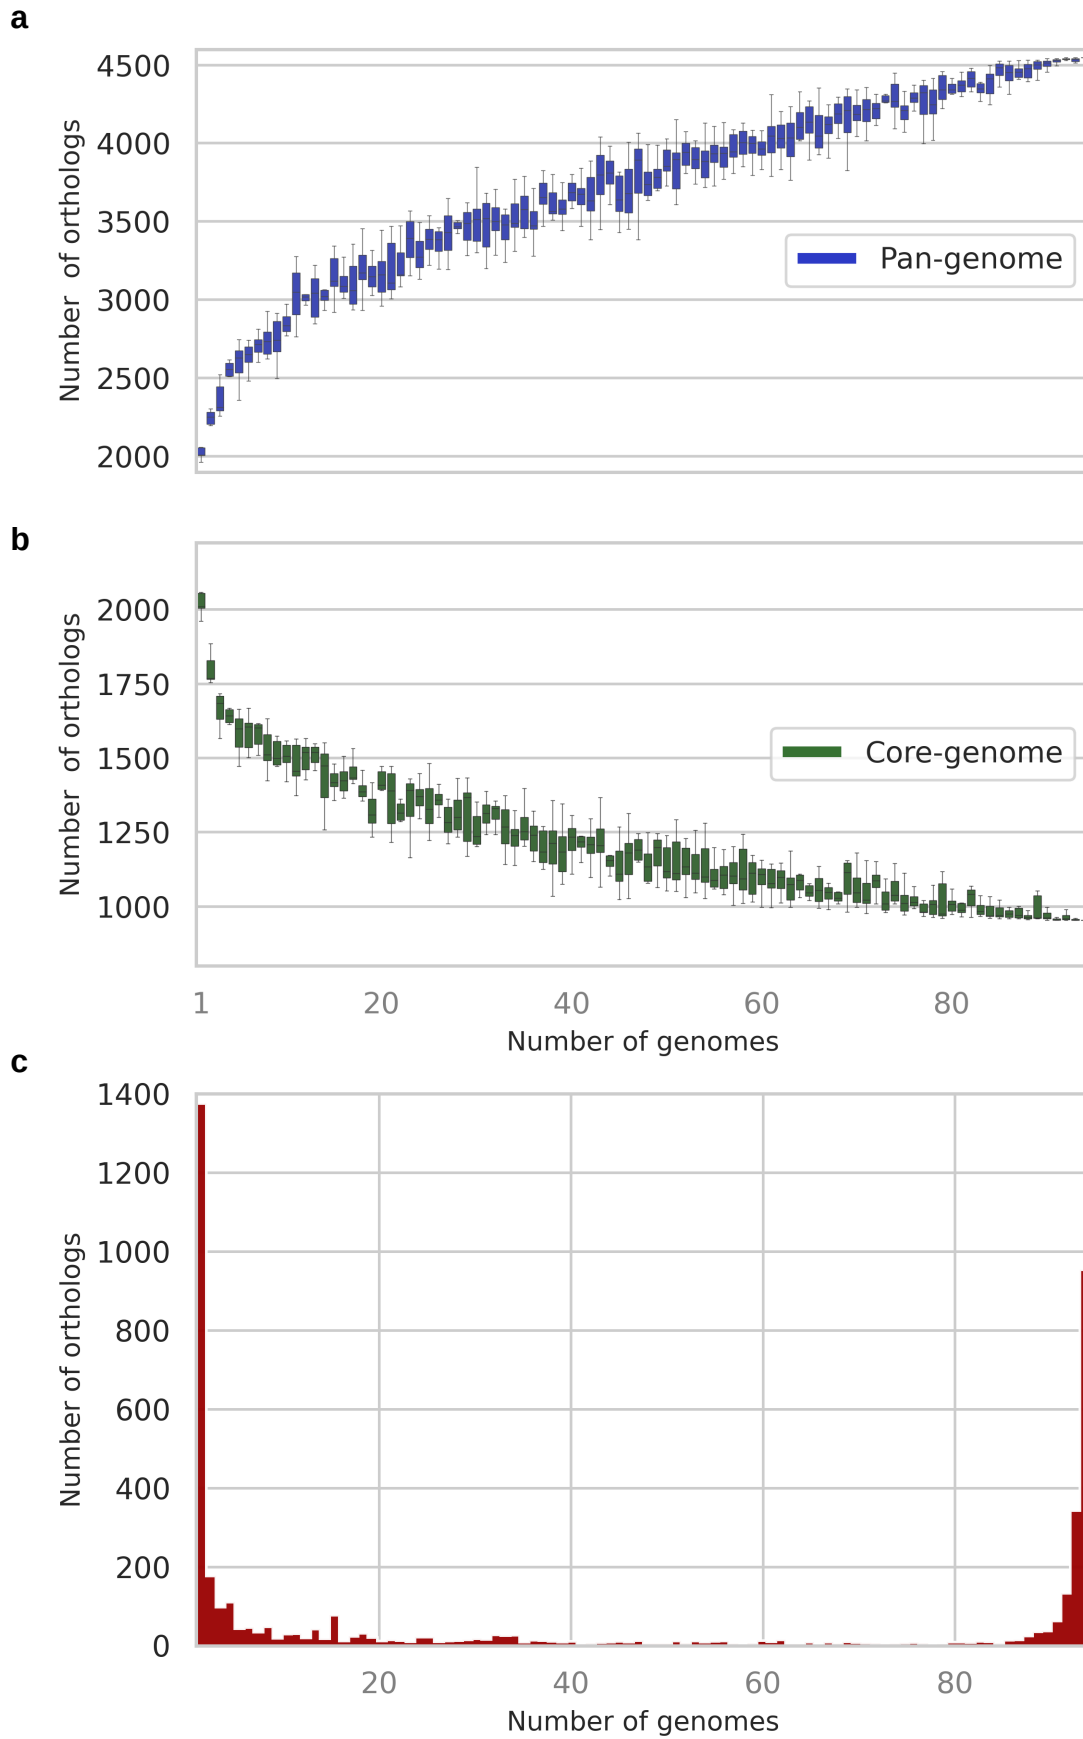 a
4500
4000
3500
3000
2500
2000
Number of orthologs
Pan-genome
b
2000
1750
1500
1250
1000
Number of orthologs
Core-genome
1 20 40 60 80
Number of genomes
c
1400
1200
1000
800
600
400
200
0
Number of orthologs
20 40 60 80
Number of genomes